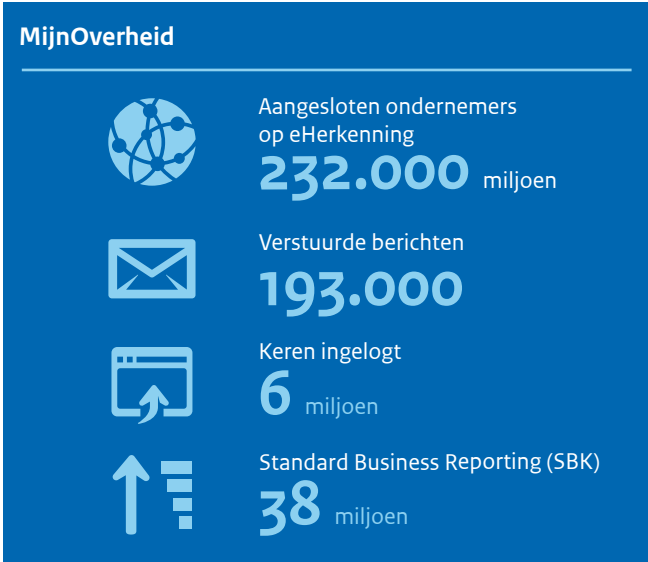 MijnOverheid
Aangesloten ondernemers
op eHerkenning
232.000 miljoen
Verstuurde berichten
193.000
Keren ingelogt
6 miljoen
Standard Business Reporting (SBK)
38 miljoen